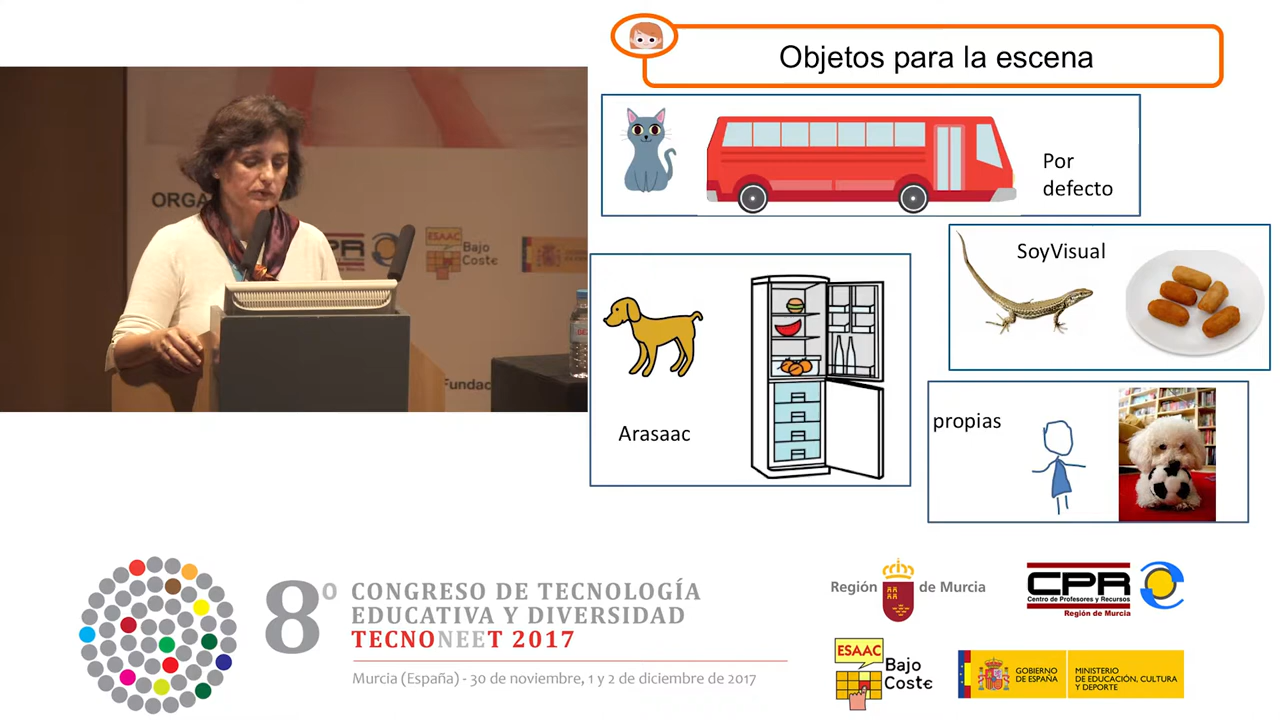 Objetos para la escena
Por
defecto
SoyVisual
Arasaac
propias
ORGA
CPR
ESAAC
Bajo
Coste
Fundac
8º
CONGRESO DE TECNOLOGÍA
EDUCATIVA Y DIVERSIDAD
TECNONEET 2017
Murcia (España) - 30 de noviembre, 1 y 2 de diciembre de 2017
Región de Murcia
CPR
Centro de Profesores y Recursos
Región de Murcia
ESAAC
Bajo
Coste
GOBIERNO
DE ESPAÑA
MINISTERIO
DE EDUCACIÓN, CULTURA
Y DEPORTE